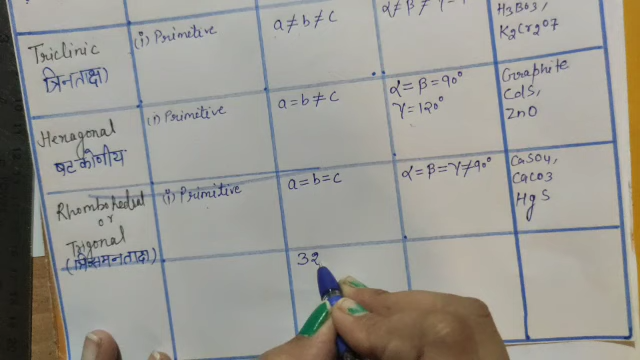 Triclinic
त्रिनताक्ष
(i) Primitive
a ≠ b ≠ c
α ≠ β ≠ γ
H3BO3,
K2Cr2O7
Hexagonal
षटकोणीय
(i) Primitive
a = b ≠ c
α = β = 90°
γ = 120°
Graphite
CdS,
ZnO
Rhombohedral
or
Trigonal
(त्रिसमनताक्ष)
(i) Primitive
a = b = c
α = β = γ ≠ 90°
CaSO4,
CaCO3
HgS
32